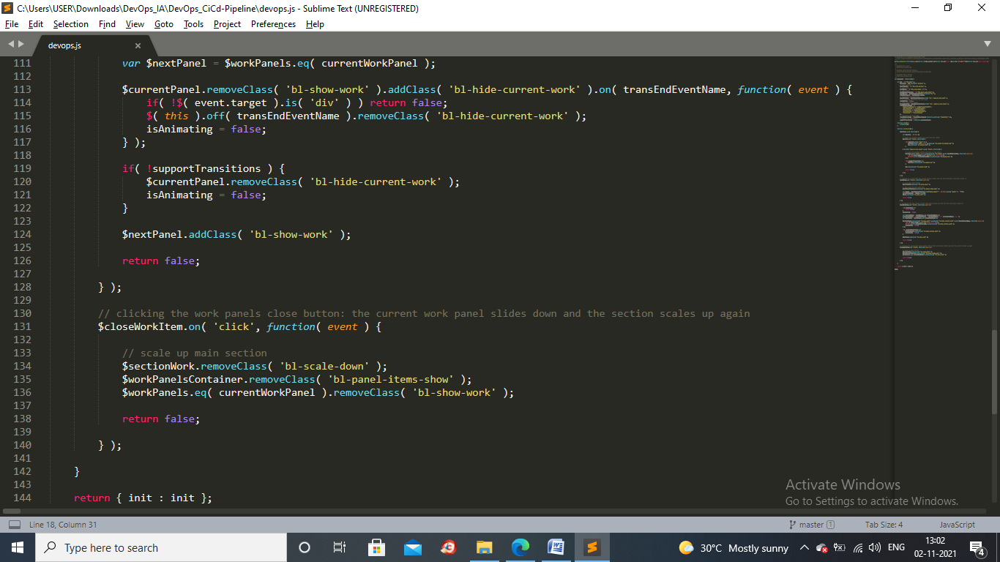 C:\Users\USER\Downloads\DevOps_IA\DevOps_CiCd-Pipeline\devops.js - Sublime Text (UNREGISTERED)
File Edit Selection Find View Goto Tools Project Preferences Help
devops.js
111 var $nextPanel = $workPanels.eq( currentWorkPanel );
112
113 $currentPanel.removeClass( 'bl-show-work' ).addClass( 'bl-hide-current-work' ).on( transEndEventName, function( event ) {
114 if( !$( event.target ).is( 'div' ) ) return false;
115 $( this ).off( transEndEventName ).removeClass( 'bl-hide-current-work' );
116 isAnimating = false;
117 } );
118
119 if( !supportTransitions ) {
120 $currentPanel.removeClass( 'bl-hide-current-work' );
121 isAnimating = false;
122 }
123
124 $nextPanel.addClass( 'bl-show-work' );
125
126 return false;
127
128 } );
129
130 // clicking the work panels close button: the current work panel slides down and the section scales up again
131 $closeWorkItem.on( 'click', function( event ) {
132
133 // scale up main section
134 $sectionWork.removeClass( 'bl-scale-down' );
135 $workPanelsContainer.removeClass( 'bl-panel-items-show' );
136 $workPanels.eq( currentWorkPanel ).removeClass( 'bl-show-work' );
137
138 return false;
139
140 } );
141
142 }
143
144 return { init : init };
Activate Windows
Go to Settings to activate Windows.
Line 18, Column 31 master 1 Tab Size: 4 JavaScript
Type here to search 30°C Mostly sunny ENG 13:02
02-11-2021 4